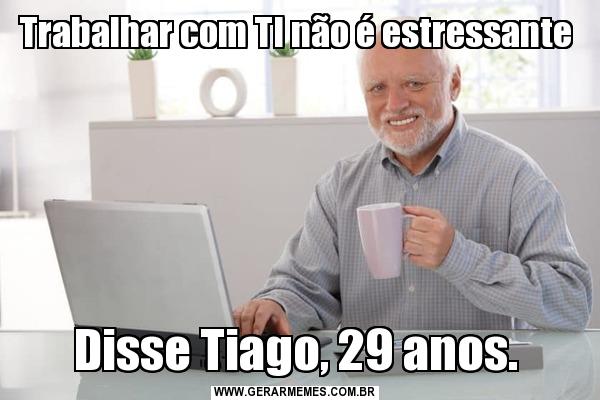 Trabalhar com TI não é estressante
Disse Tiago, 29 anos.
WWW.GERARMEMES.COM.BR